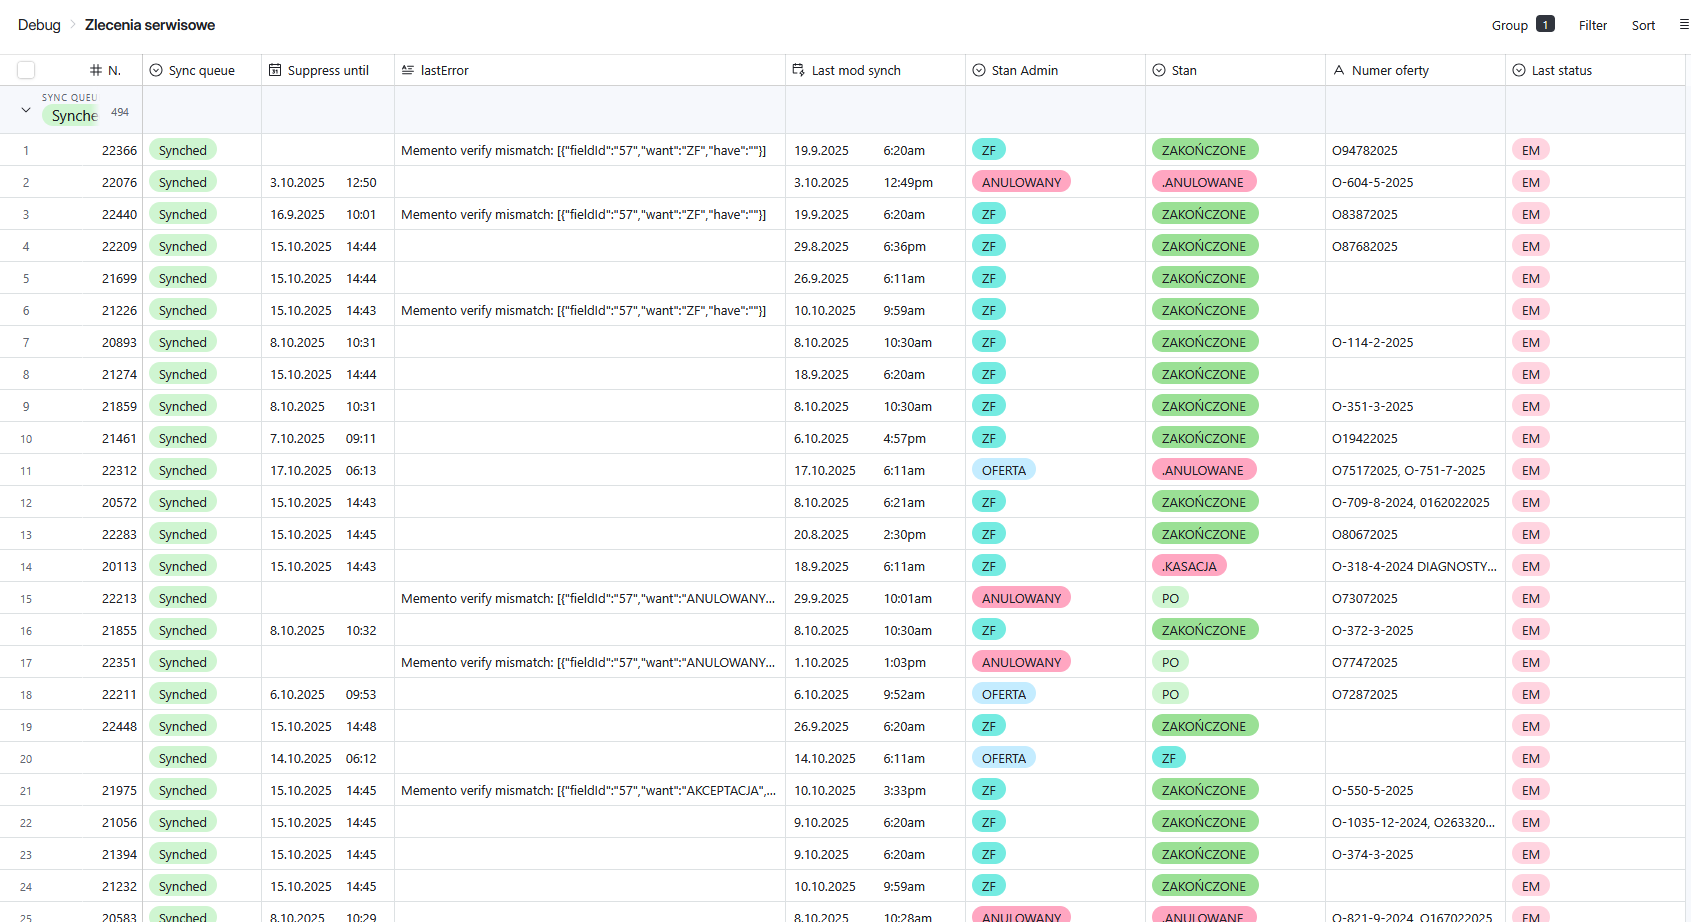 Debug > Zlecenia serwisowe Group 1 Filter Sort
N. Sync queue Suppress until lastError Last mod synch Stan Admin Stan Numer oferty Last status
SYNC QUEU
Synche 494
1 22366 Synched Memento verify mismatch: [{"fieldId":"57","want":"ZF","have":""}] 19.9.2025 6:20am ZF ZAKOŃCZONE O94782025 EM
2 22076 Synched 3.10.2025 12:50 3.10.2025 12:49pm ANULOWANY .ANULOWANE O-604-5-2025 EM
3 22440 Synched 16.9.2025 10:01 Memento verify mismatch: [{"fieldId":"57","want":"ZF","have":""}] 19.9.2025 6:20am ZF ZAKOŃCZONE O83872025 EM
4 22209 Synched 15.10.2025 14:44 29.8.2025 6:36pm ZF ZAKOŃCZONE O87682025 EM
5 21699 Synched 15.10.2025 14:44 26.9.2025 6:11am ZF ZAKOŃCZONE EM
6 21226 Synched 15.10.2025 14:43 Memento verify mismatch: [{"fieldId":"57","want":"ZF","have":""}] 10.10.2025 9:59am ZF ZAKOŃCZONE EM
7 20893 Synched 8.10.2025 10:31 8.10.2025 10:30am ZF ZAKOŃCZONE O-114-2-2025 EM
8 21274 Synched 15.10.2025 14:44 18.9.2025 6:20am ZF ZAKOŃCZONE EM
9 21859 Synched 8.10.2025 10:31 8.10.2025 10:30am ZF ZAKOŃCZONE O-351-3-2025 EM
10 21461 Synched 7.10.2025 09:11 6.10.2025 4:57pm ZF ZAKOŃCZONE O19422025 EM
11 22312 Synched 17.10.2025 06:13 17.10.2025 6:11am OFERTA .ANULOWANE O75172025, O-751-7-2025 EM
12 20572 Synched 15.10.2025 14:43 8.10.2025 6:21am ZF ZAKOŃCZONE O-709-8-2024, 0162022025 EM
13 22283 Synched 15.10.2025 14:45 20.8.2025 2:30pm ZF ZAKOŃCZONE O80672025 EM
14 20113 Synched 15.10.2025 14:43 18.9.2025 6:11am ZF .KASACJA O-318-4-2024 DIAGNOSTY... EM
15 22213 Synched Memento verify mismatch: [{"fieldId":"57","want":"ANULOWANY... 29.9.2025 10:01am ANULOWANY PO O73072025 EM
16 21855 Synched 8.10.2025 10:32 8.10.2025 10:30am ZF ZAKOŃCZONE O-372-3-2025 EM
17 22351 Synched Memento verify mismatch: [{"fieldId":"57","want":"ANULOWANY... 1.10.2025 1:03pm ANULOWANY PO O77472025 EM
18 22211 Synched 6.10.2025 09:53 6.10.2025 9:52am OFERTA PO O72872025 EM
19 22448 Synched 15.10.2025 14:48 26.9.2025 6:20am ZF ZAKOŃCZONE EM
20 Synched 14.10.2025 06:12 14.10.2025 6:11am OFERTA ZF EM
21 21975 Synched 15.10.2025 14:45 Memento verify mismatch: [{"fieldId":"57","want":"AKCEPTACJA",... 10.10.2025 3:33pm ZF ZAKOŃCZONE O-550-5-2025 EM
22 21056 Synched 15.10.2025 14:45 9.10.2025 6:20am ZF ZAKOŃCZONE O-1035-12-2024, O263320... EM
23 21394 Synched 15.10.2025 14:45 9.10.2025 6:20am ZF ZAKOŃCZONE O-374-3-2025 EM
24 21232 Synched 15.10.2025 14:45 10.10.2025 9:59am ZF ZAKOŃCZONE EM
25 20583 Synched 8.10.2025 10:29 8.10.2025 10:28am ANULOWANY .ANULOWANE O-821-9-2024, O167022025 EM